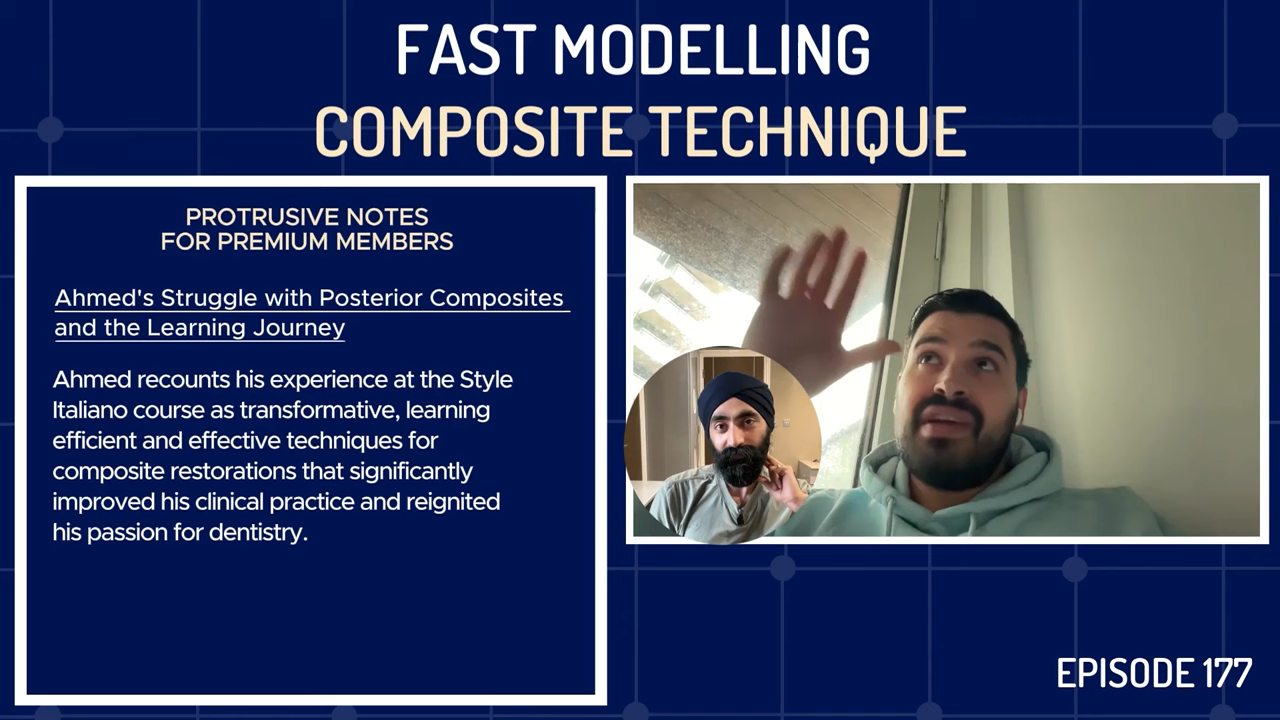 FAST MODELLING
COMPOSITE TECHNIQUE
PROTRUSIVE NOTES
FOR PREMIUM MEMBERS
Ahmed's Struggle with Posterior Composites
and the Learning Journey
Ahmed recounts his experience at the Style
Italiano course as transformative, learning
efficient and effective techniques for
composite restorations that significantly
improved his clinical practice and reignited
his passion for dentistry.
EPISODE 177